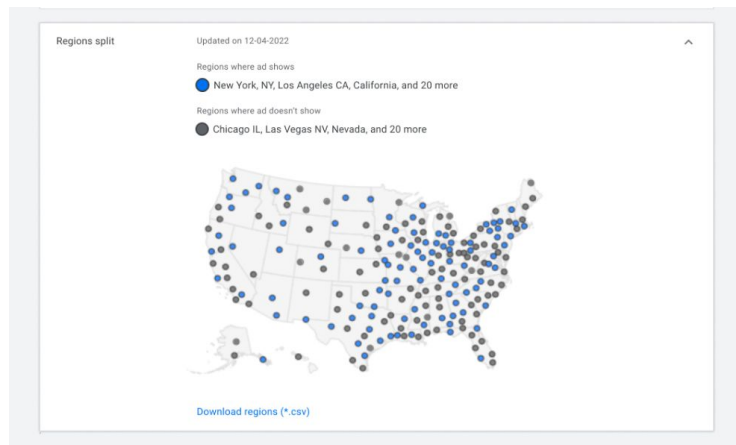 Regions split
Updated on 12-04-2022
Regions where ad shows
New York, NY, Los Angeles CA, California, and 20 more
Regions where ad doesn't show
Chicago IL, Las Vegas NV, Nevada, and 20 more
Download regions (*.csv)